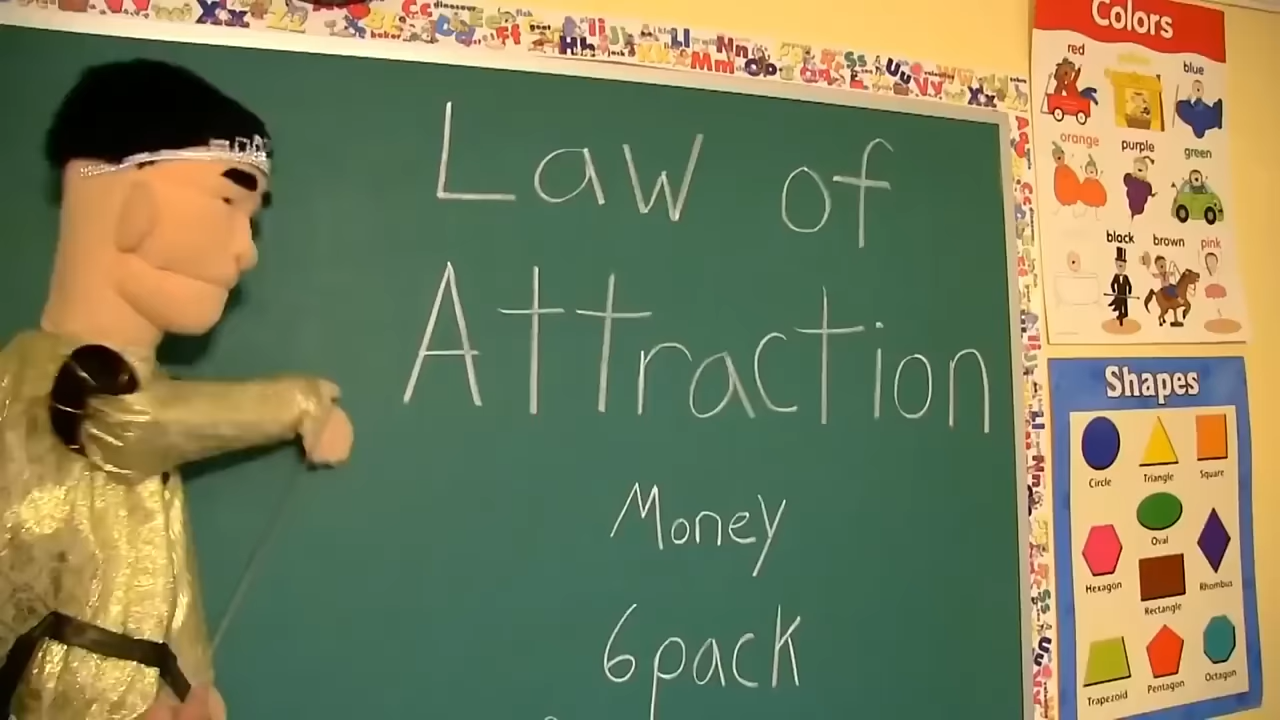 Law of
Attraction
Money
6pack
Colors
red
yellow
blue
orange
purple
green
black
brown
pink
Shapes
Circle
Triangle
Square
Oval
Hexagon
Rhombus
Rectangle
Trapezoid
Pentagon
Octagon